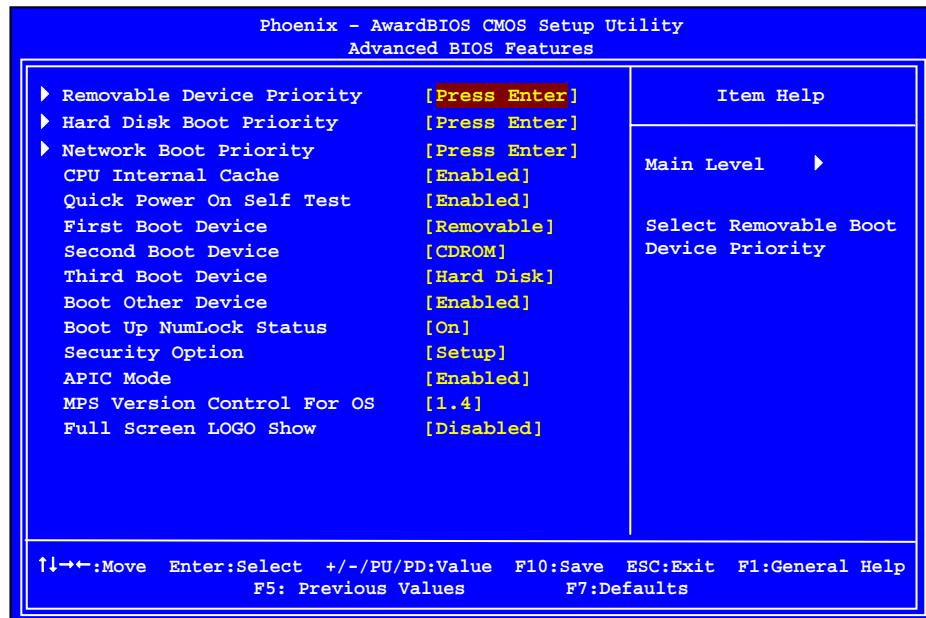 Phoenix – AwardBIOS CMOS Setup Utility
Advanced BIOS Features
Removable Device Priority [Press Enter]
Hard Disk Boot Priority [Press Enter]
Network Boot Priority [Press Enter]
CPU Internal Cache [Enabled]
Quick Power On Self Test [Enabled]
First Boot Device [Removable]
Second Boot Device [CDROM]
Third Boot Device [Hard Disk]
Boot Other Device [Enabled]
Boot Up NumLock Status [On]
Security Option [Setup]
APIC Mode [Enabled]
MPS Version Control For OS [1.4]
Full Screen LOGO Show [Disabled]
Item Help
Main Level
Select Removable Boot
Device Priority
↑↓→←:Move Enter:Select +/-/PU/PD:Value F10:Save ESC:Exit F1:General Help
F5: Previous Values F7:Defaults